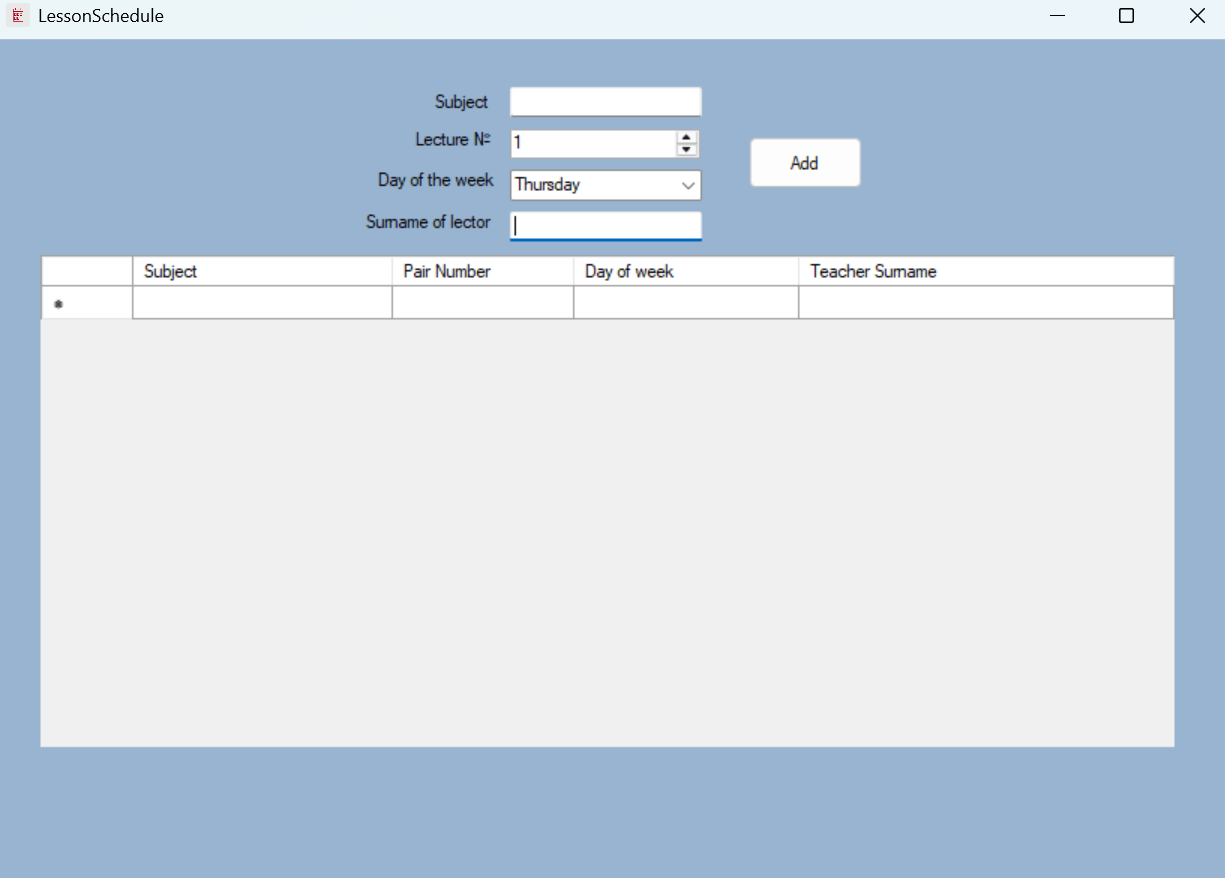 LessonSchedule
Subject
Lecture № 1
Add
Day of the week Thursday
Surname of lector
Subject Pair Number Day of week Teacher Surname